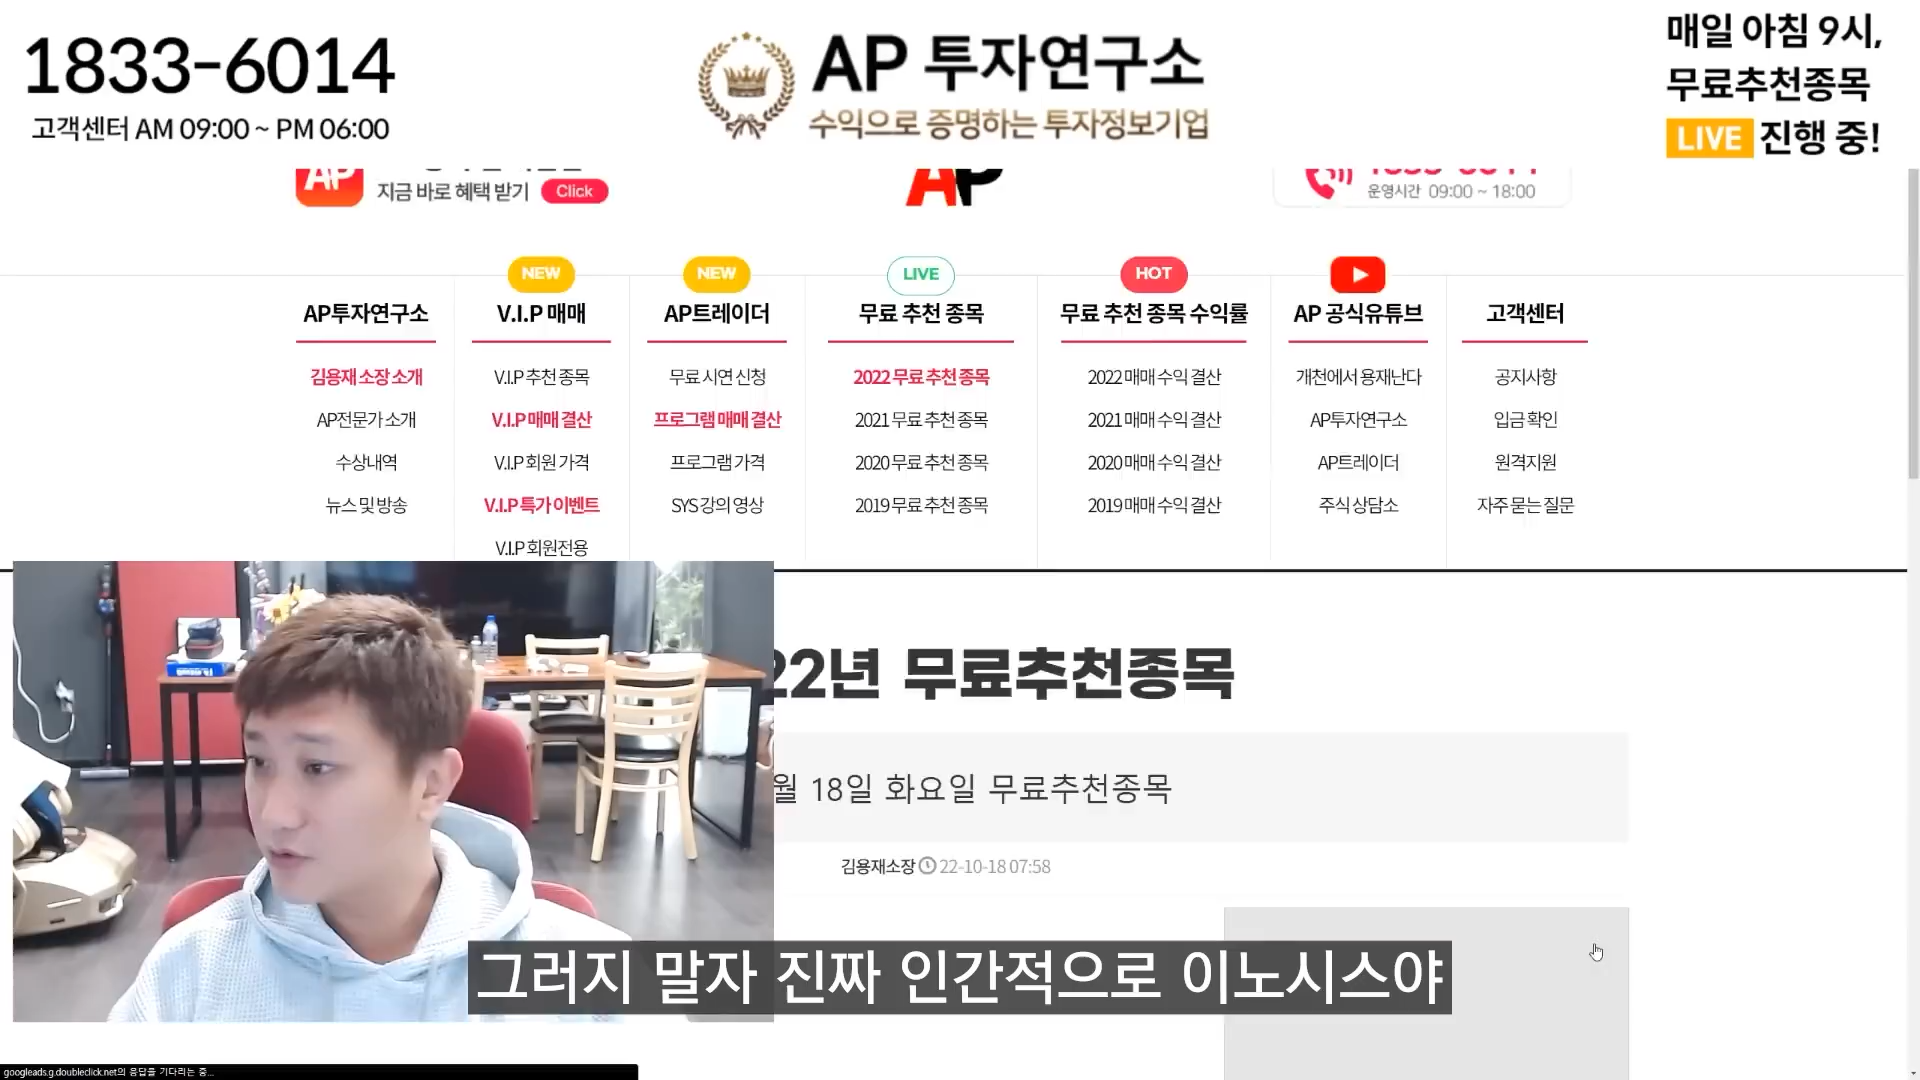 1833-6014
고객센터 AM 09:00 ~ PM 06:00
AP 투자연구소
수익으로 증명하는 투자정보기업
매일 아침 9시,
무료추천종목
LIVE 진행 중!
AP
지금 바로 혜택 받기 Click
AP
운영시간 09:00 ~ 18:00
NEW
NEW
LIVE
HOT
AP투자연구소
V.I.P 매매
AP트레이더
무료 추천 종목
무료 추천 종목 수익률
AP 공식유튜브
고객센터
김용재 소장 소개
V.I.P 추천 종목
무료 시연 신청
2022 무료 추천 종목
2022 매매 수익 결산
개천에서 용재난다
공지사항
AP전문가 소개
V.I.P 매매 결산
프로그램 매매 결산
2021 무료 추천 종목
2021 매매 수익 결산
AP투자연구소
입금 확인
수상내역
V.I.P 회원 가격
프로그램 가격
2020 무료 추천 종목
2020 매매 수익 결산
AP트레이더
원격지원
뉴스 및 방송
V.I.P 특가 이벤트
SYS 강의 영상
2019 무료 추천 종목
2019 매매 수익 결산
주식 상담소
자주 묻는 질문
V.I.P 회원전용
22년 무료추천종목
월 18일 화요일 무료추천종목
김용재소장 22-10-18 07:58
그러지 말자 진짜 인간적으로 이노시스야
googleads.g.doubleclick.net의 응답을 기다리는 중...